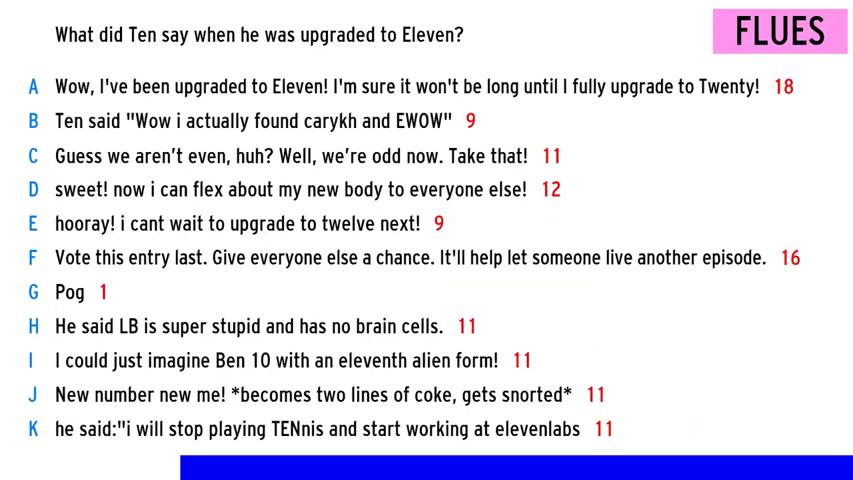 What did Ten say when he was upgraded to Eleven?
FLUES
A Wow, I've been upgraded to Eleven! I'm sure it won't be long until I fully upgrade to Twenty! 18
B Ten said "Wow i actually found carykh and EWOW" 9
C Guess we aren't even, huh? Well, we're odd now. Take that! 11
D sweet! now i can flex about my new body to everyone else! 12
E hooray! i cant wait to upgrade to twelve next! 9
F Vote this entry last. Give everyone else a chance. It'll help let someone live another episode. 16
G Pog 1
H He said LB is super stupid and has no brain cells. 11
I I could just imagine Ben 10 with an eleventh alien form! 11
J New number new me! *becomes two lines of coke, gets snorted* 11
K he said:"i will stop playing TENnis and start working at elevenlabs 11